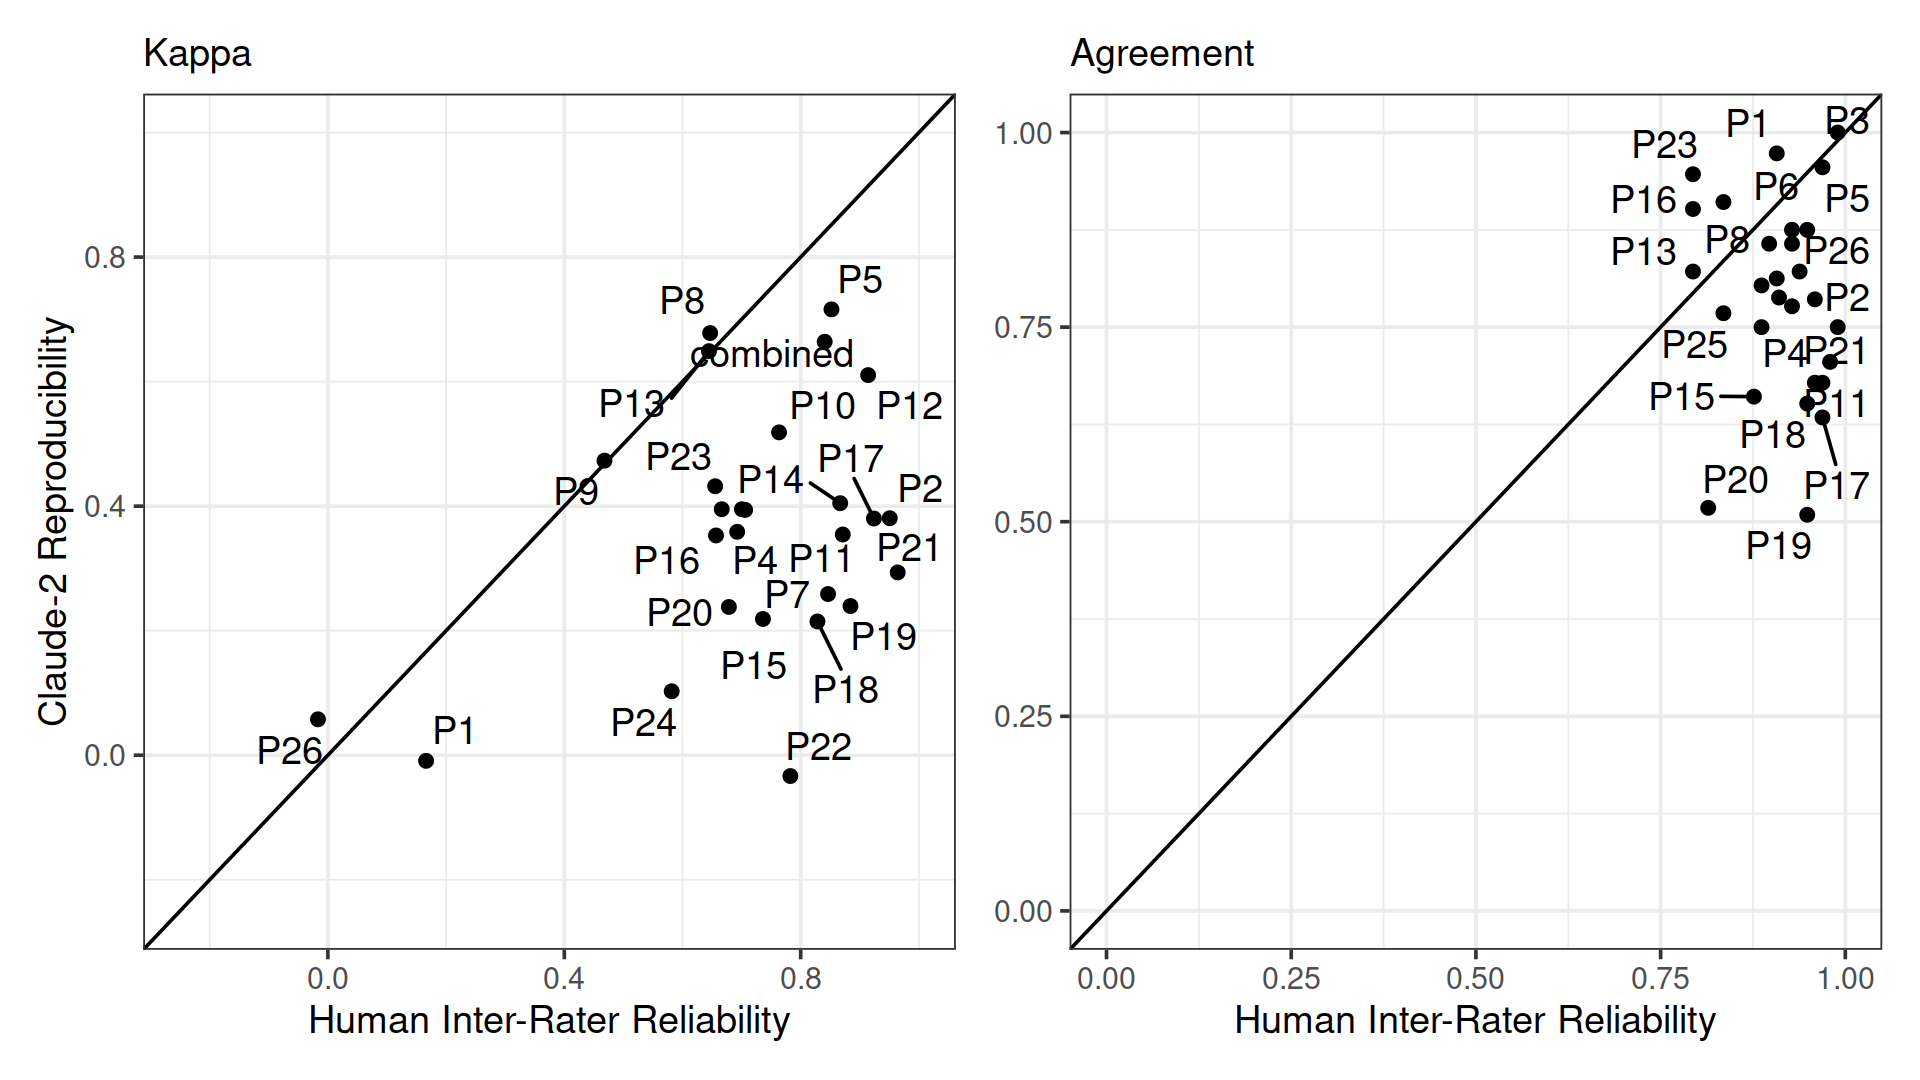 Kappa
Claude-2 Reproducibility
0.8
0.4
0.0
P5
P8
combined
P13
P10
P12
P23
P17
P14
P2
P9
P16
P4
P11
P21
P7
P20
P19
P15
P18
P24
P1
P26
P22
0.0
0.4
0.8
Human Inter-Rater Reliability
Agreement
1.00
0.75
0.50
0.25
0.00
P3
P1
P23
P6
P16
P5
P8
P13
P26
P2
P25
P4
P21
P15
P11
P18
P20
P17
P19
0.00
0.25
0.50
0.75
1.00
Human Inter-Rater Reliability